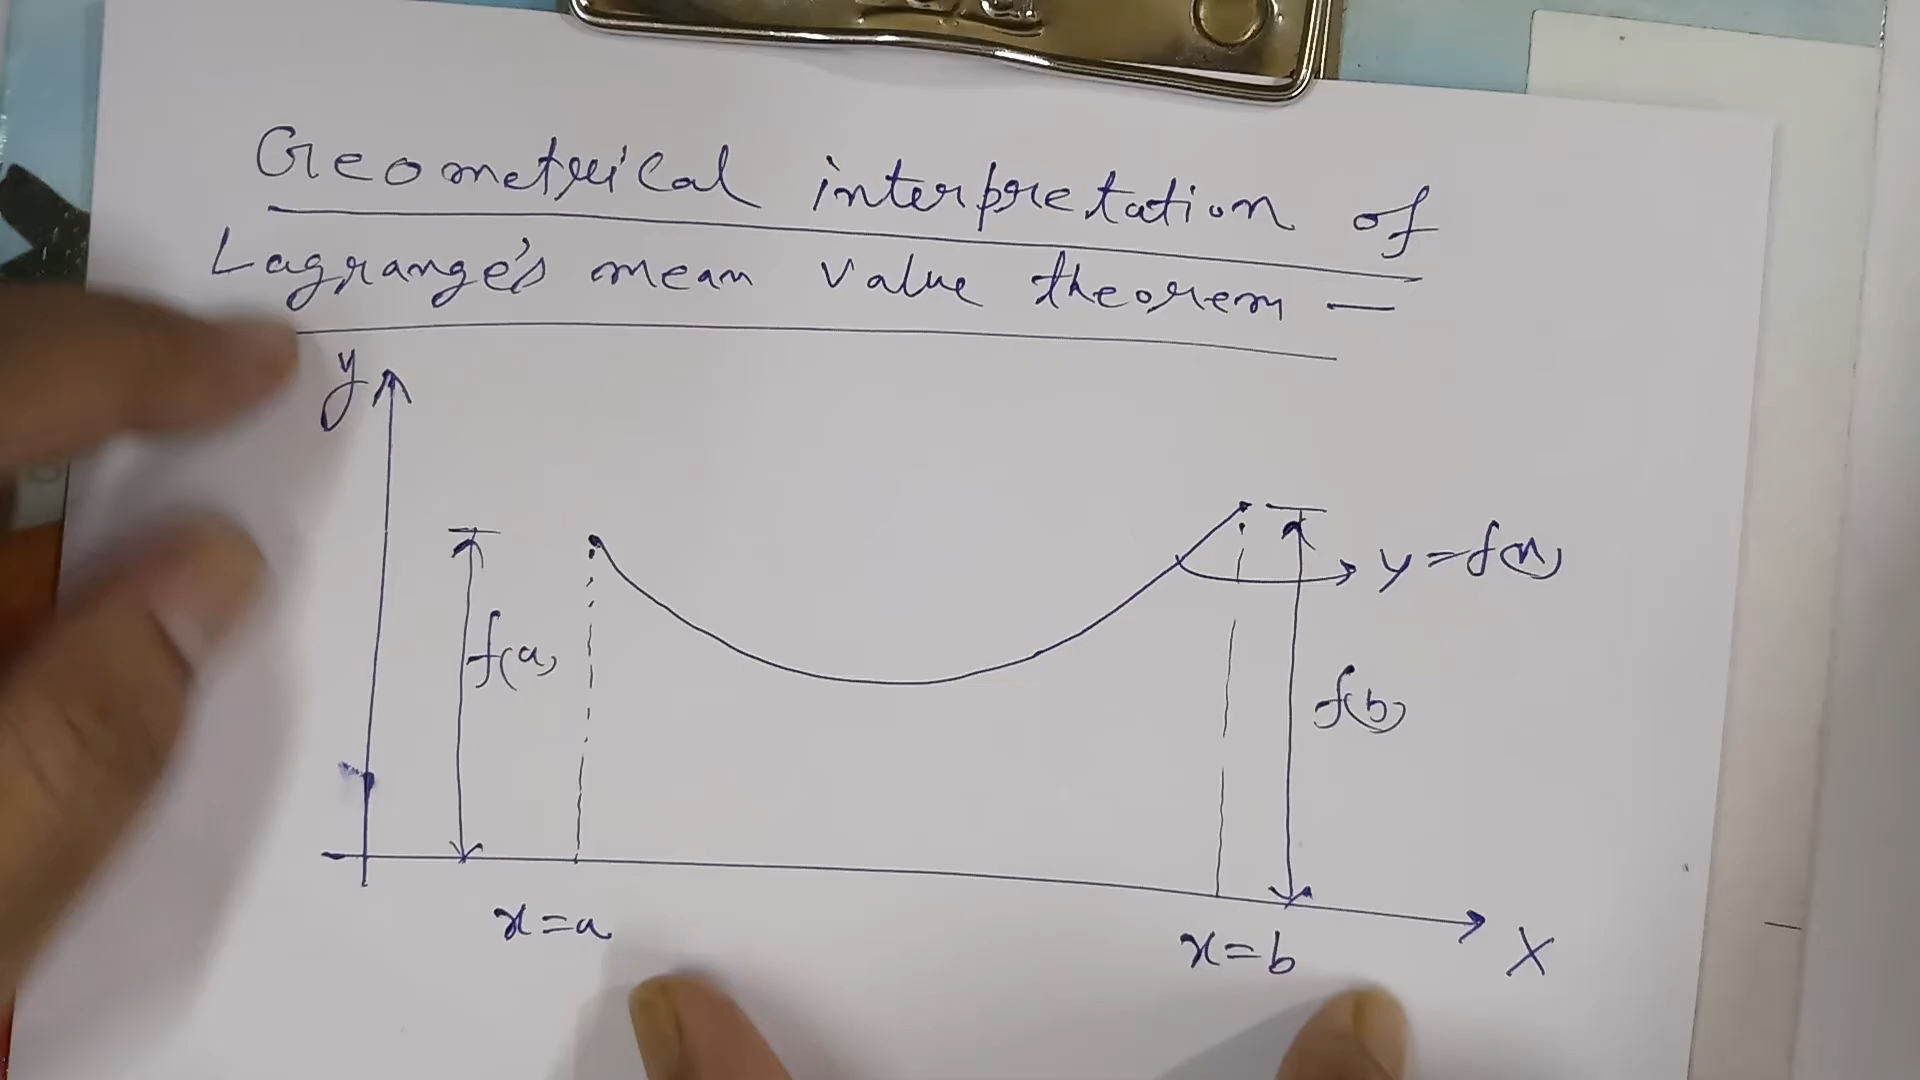 Geometrical interpretation of
Lagrange's mean value theorem —
y
f(a)
y=f(x)
f(b)
x=a
x=b
X